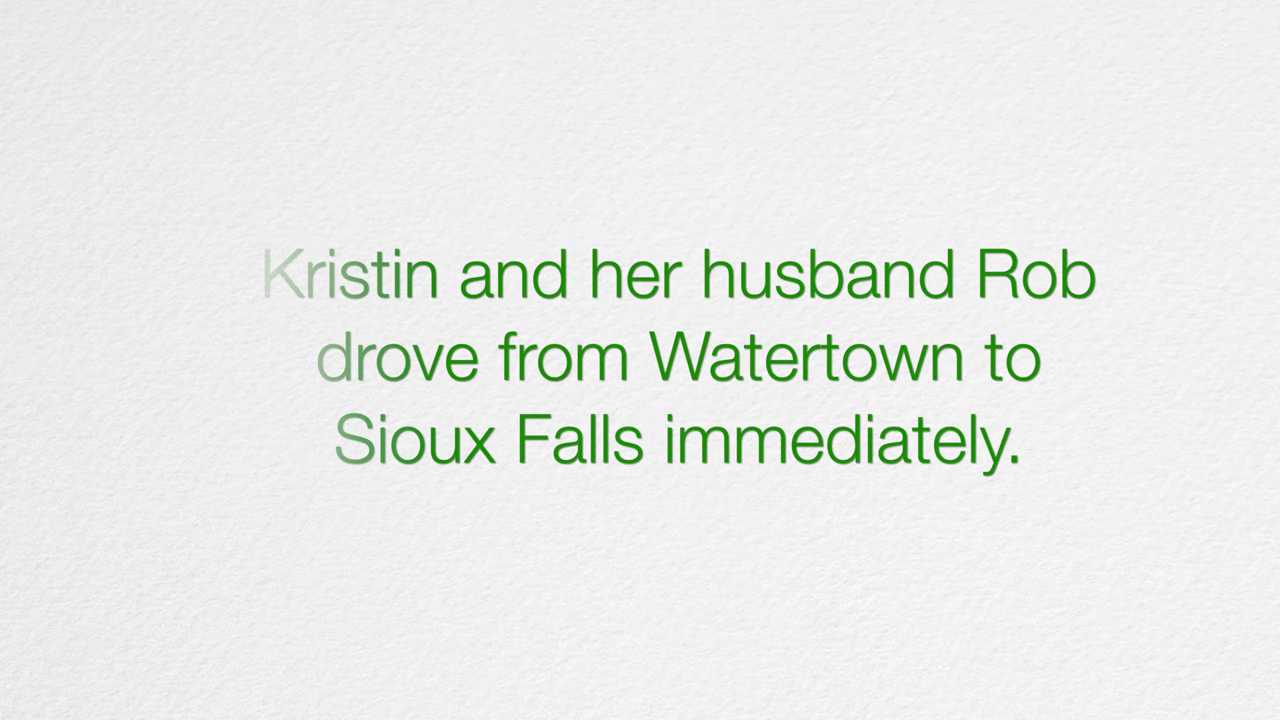 Kristin and her husband Rob
drove from Watertown to
Sioux Falls immediately.